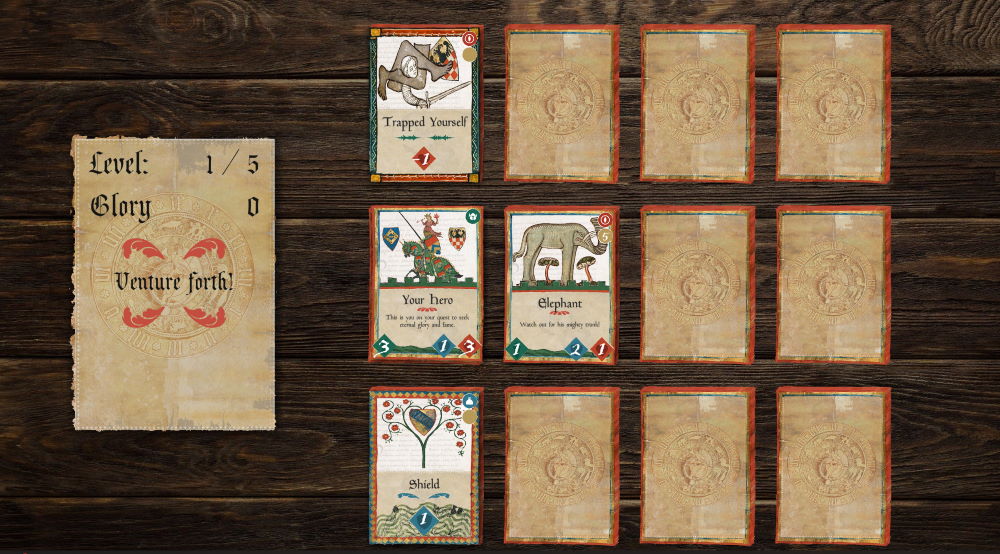 Level: 1 / 5
Glory 0
Venture forth!
Trapped Yourself
-1
Your Hero
This is you on your quest to seek
eternal glory and fame.
3 1 3
5
Elephant
Watch out for his mighty trunk!
1 2 1
Shield
1